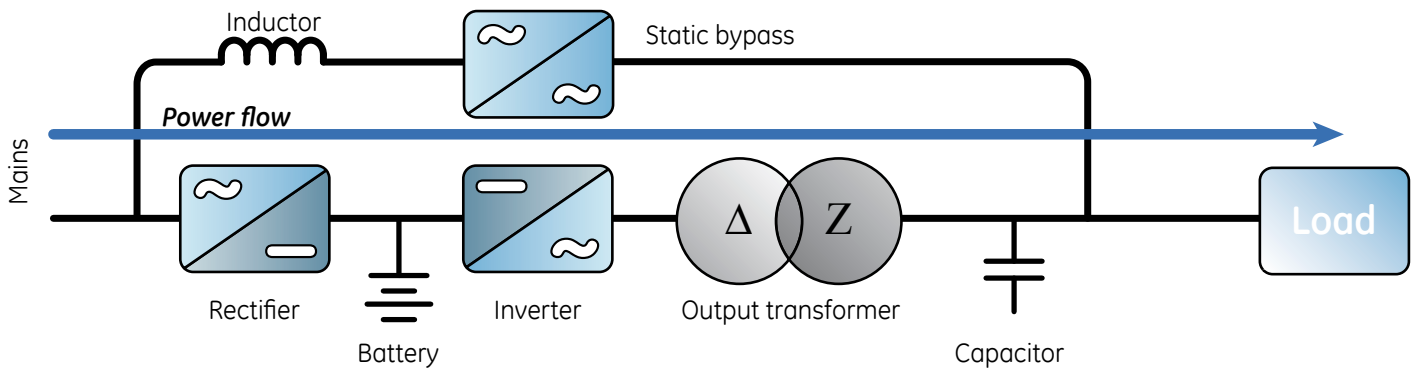 Inductor
Static bypass
Power flow
Mains
Δ
Z
Load
Rectifier
Inverter
Output transformer
Battery
Capacitor